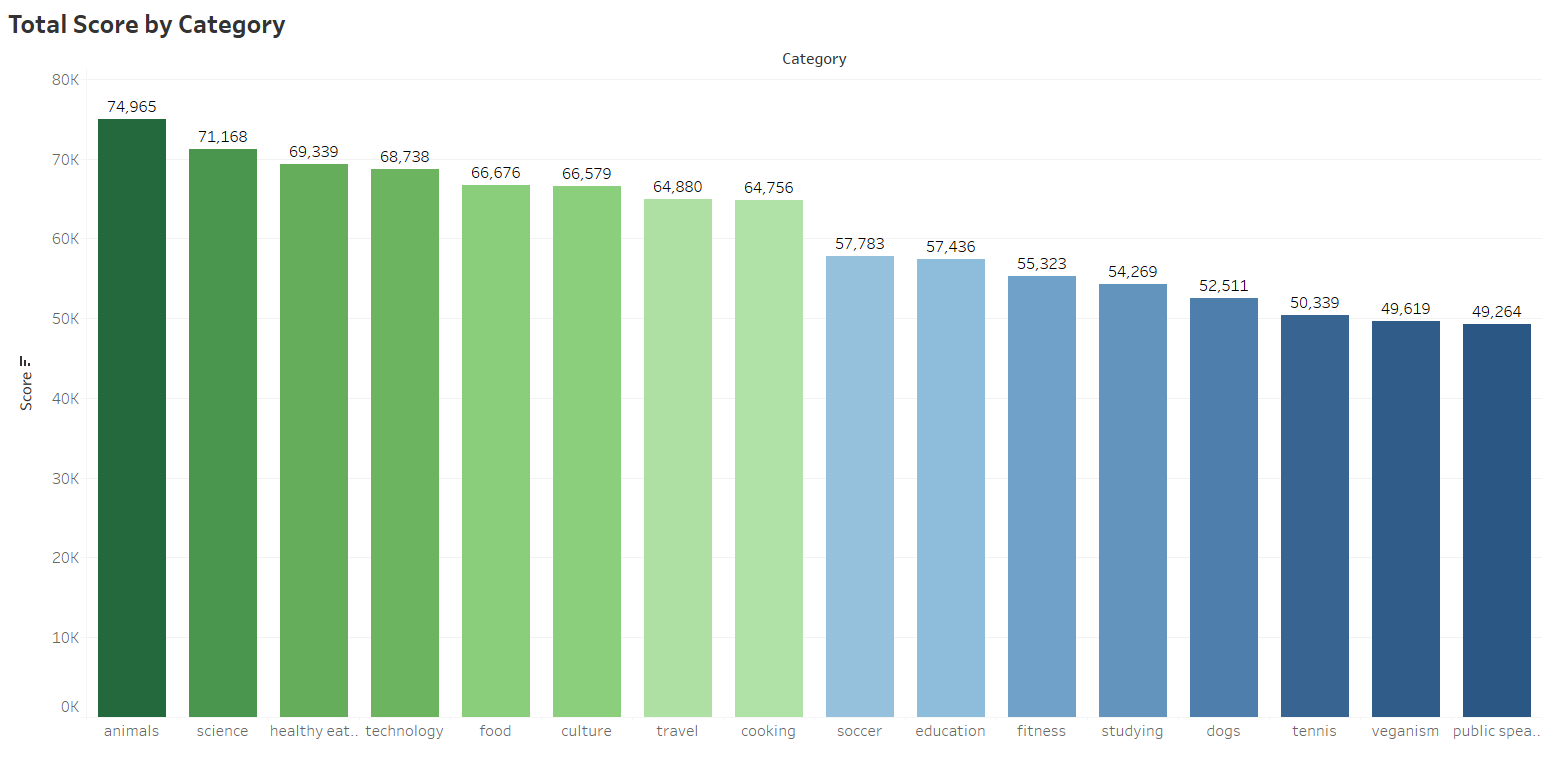 Total Score by Category
Category
80K
70K
60K
50K
40K
30K
20K
10K
0K
Score
74,965
71,168
69,339
68,738
66,676
66,579
64,880
64,756
57,783
57,436
55,323
54,269
52,511
50,339
49,619
49,264
animals science healthy eat.. technology food culture travel cooking soccer education fitness studying dogs tennis veganism public spea..